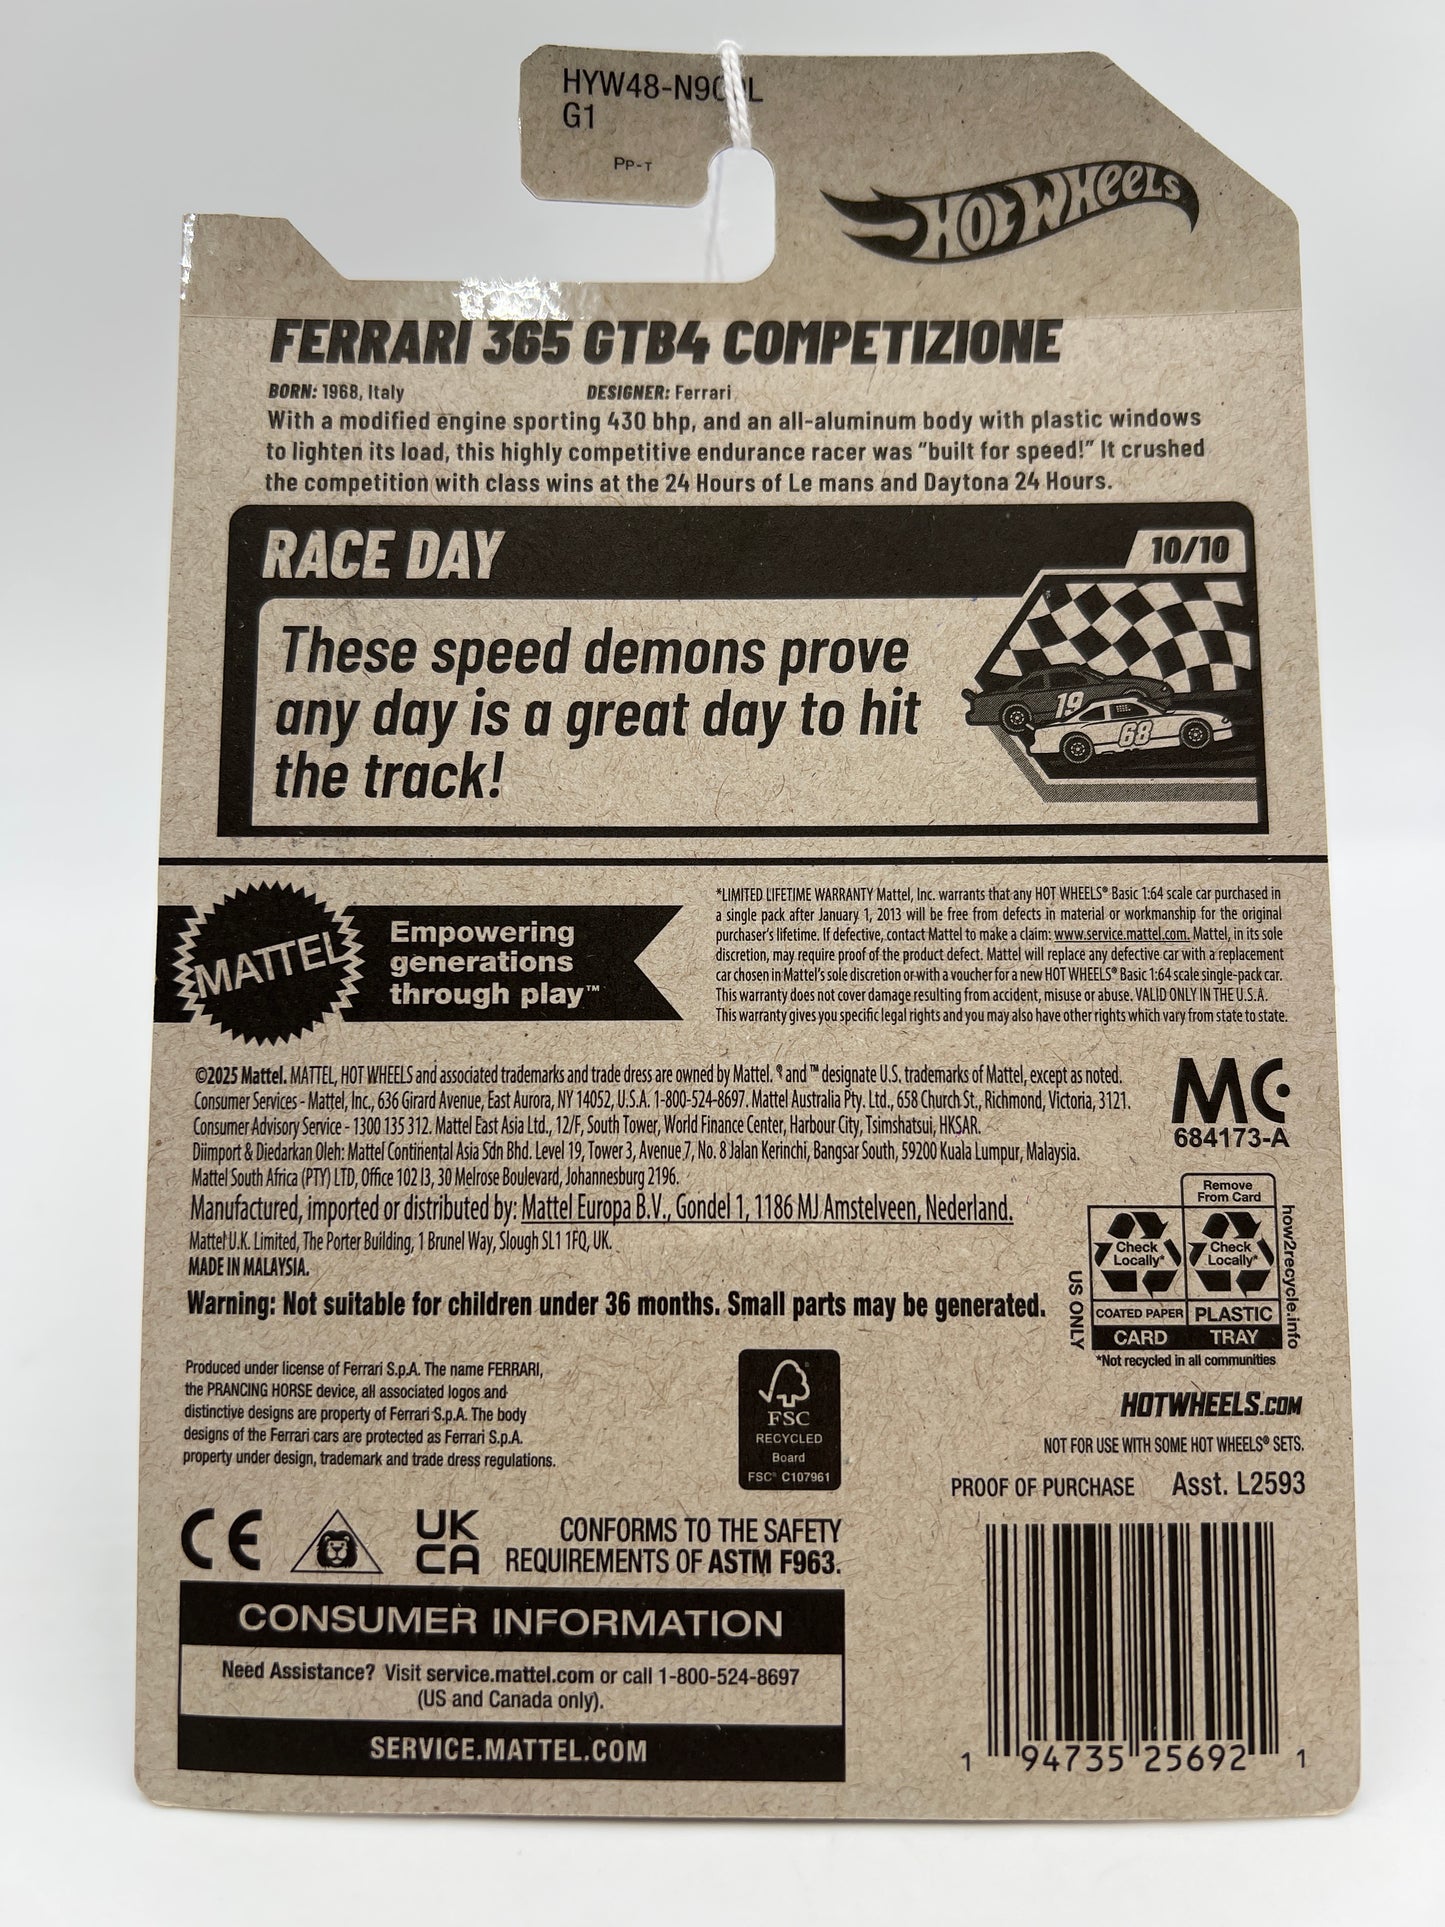 HYW48-N9
G1
PP-T
HOT WHEELS
FERRARI 365 GTB4 COMPETIZIONE
BORN: 1968, Italy DESIGNER: Ferrari
With a modified engine sporting 430 bhp, and an all-aluminum body with plastic windows
to lighten its load, this highly competitive endurance racer was "built for speed!" It crushed
the competition with class wins at the 24 Hours of Le mans and Daytona 24 Hours.
RACE DAY
10/10
These speed demons prove
any day is a great day to hit
the track!
19
68
MATTEL
Empowering
generations
through play™
*LIMITED LIFETIME WARRANTY Mattel, Inc. warrants that any HOT WHEELS® Basic 1:64 scale car purchased in
a single pack after January 1, 2013 will be free from defects in material or workmanship for the original
purchaser's lifetime. If defective, contact Mattel to make a claim: www.service.mattel.com. Mattel, in its sole
discretion, may require proof of the product defect. Mattel will replace any defective car with a replacement
car chosen in Mattel's sole discretion or with a voucher for a new HOT WHEELS® Basic 1:64 scale single-pack car.
This warranty does not cover damage resulting from accident, misuse or abuse. VALID ONLY IN THE U.S.A.
This warranty gives you specific legal rights and you may also have other rights which vary from state to state.
©2025 Mattel. MATTEL, HOT WHEELS and associated trademarks and trade dress are owned by Mattel. ® and ™ designate U.S. trademarks of Mattel, except as noted.
Consumer Services - Mattel, Inc., 636 Girard Avenue, East Aurora, NY 14052, U.S.A. 1-800-524-8697. Mattel Australia Pty. Ltd., 658 Church St., Richmond, Victoria, 3121.
Consumer Advisory Service - 1300 135 312. Mattel East Asia Ltd., 12/F, South Tower, World Finance Center, Harbour City, Tsimshatsui, HKSAR.
Diimport & Diedarkan Oleh: Mattel Continental Asia Sdn Bhd. Level 19, Tower 3, Avenue 7, No. 8 Jalan Kerinchi, Bangsar South, 59200 Kuala Lumpur, Malaysia.
Mattel South Africa (PTY) LTD, Office 102 I3, 30 Melrose Boulevard, Johannesburg 2196.
Manufactured, imported or distributed by: Mattel Europa B.V., Gondel 1, 1186 MJ Amstelveen, Nederland.
Mattel U.K. Limited, The Porter Building, 1 Brunel Way, Slough SL1 1FQ, UK.
MADE IN MALAYSIA.
Warning: Not suitable for children under 36 months. Small parts may be generated.
MC
684173-A
Remove
From Card
Check
Locally*
Check
Locally*
COATED PAPER
PLASTIC
CARD
TRAY
US ONLY
how2recycle.info
*Not recycled in all communities
Produced under license of Ferrari S.p.A. The name FERRARI,
the PRANCING HORSE device, all associated logos and
distinctive designs are property of Ferrari S.p.A. The body
designs of the Ferrari cars are protected as Ferrari S.p.A.
property under design, trademark and trade dress regulations.
FSC
RECYCLED
Board
FSC® C107961
HOTWHEELS.COM
NOT FOR USE WITH SOME HOT WHEELS® SETS.
PROOF OF PURCHASE Asst. L2593
CE
UK
CA
CONFORMS TO THE SAFETY
REQUIREMENTS OF ASTM F963.
CONSUMER INFORMATION
Need Assistance? Visit service.mattel.com or call 1-800-524-8697
(US and Canada only).
SERVICE.MATTEL.COM
1 94735 25692 1